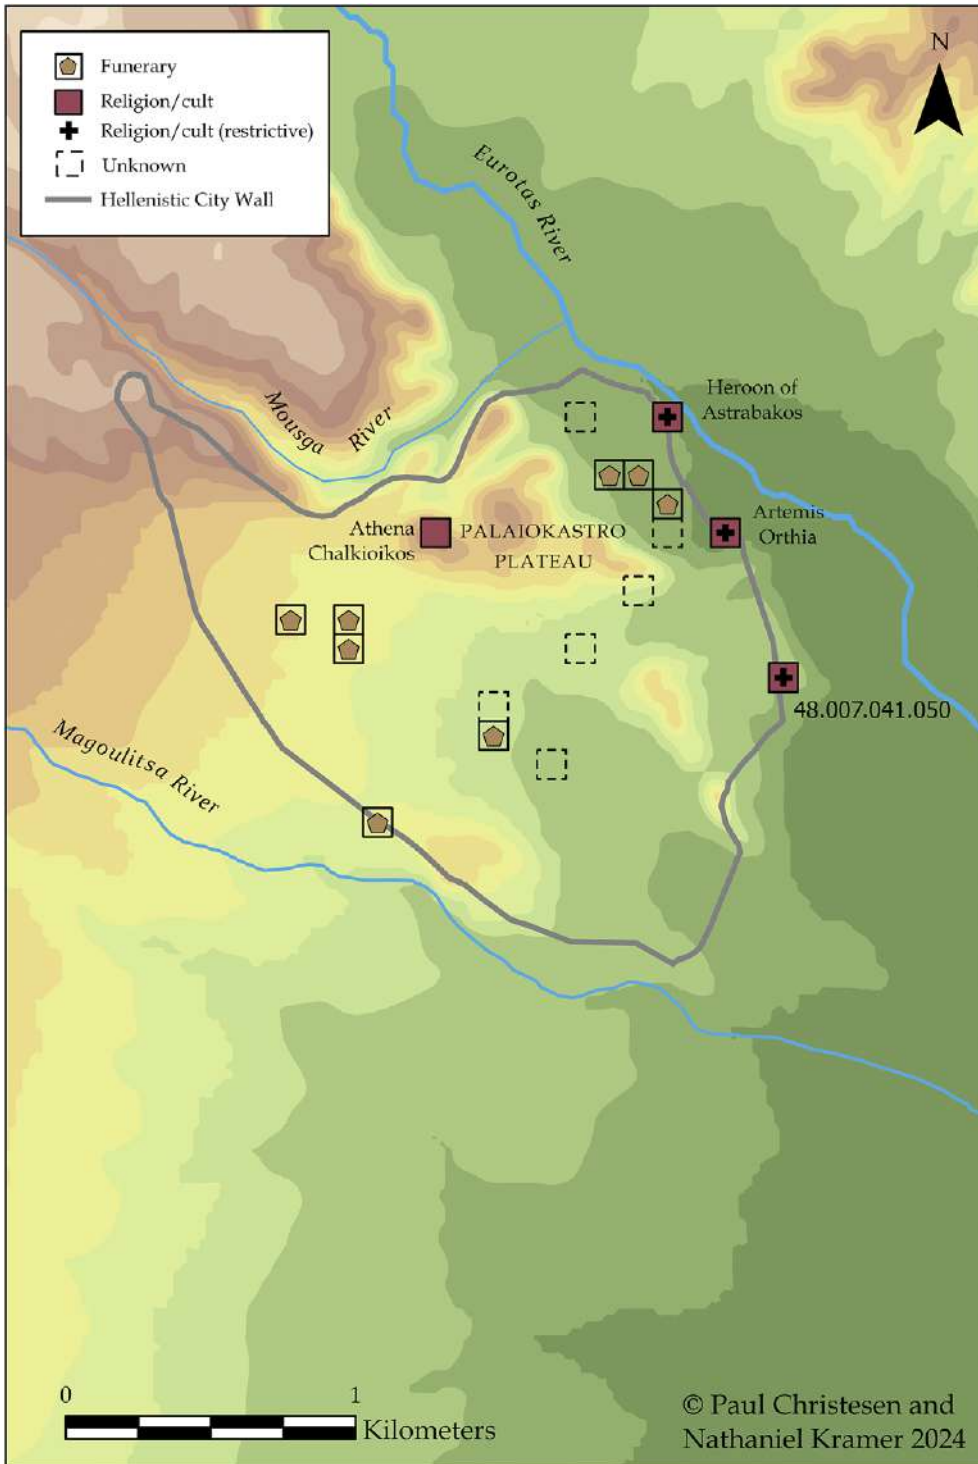 Funerary
Religion/cult
Religion/cult (restrictive)
Unknown
Hellenistic City Wall
N
Eurotas River
Mousga
River
Heroon of
Astrabakos
Athena
Chalkioikos
PALAIOKASTRO
PLATEAU
Artemis
Orthia
48.007.041.050
Magoulitsa River
0 1
Kilometers
© Paul Christesen and
Nathaniel Kramer 2024